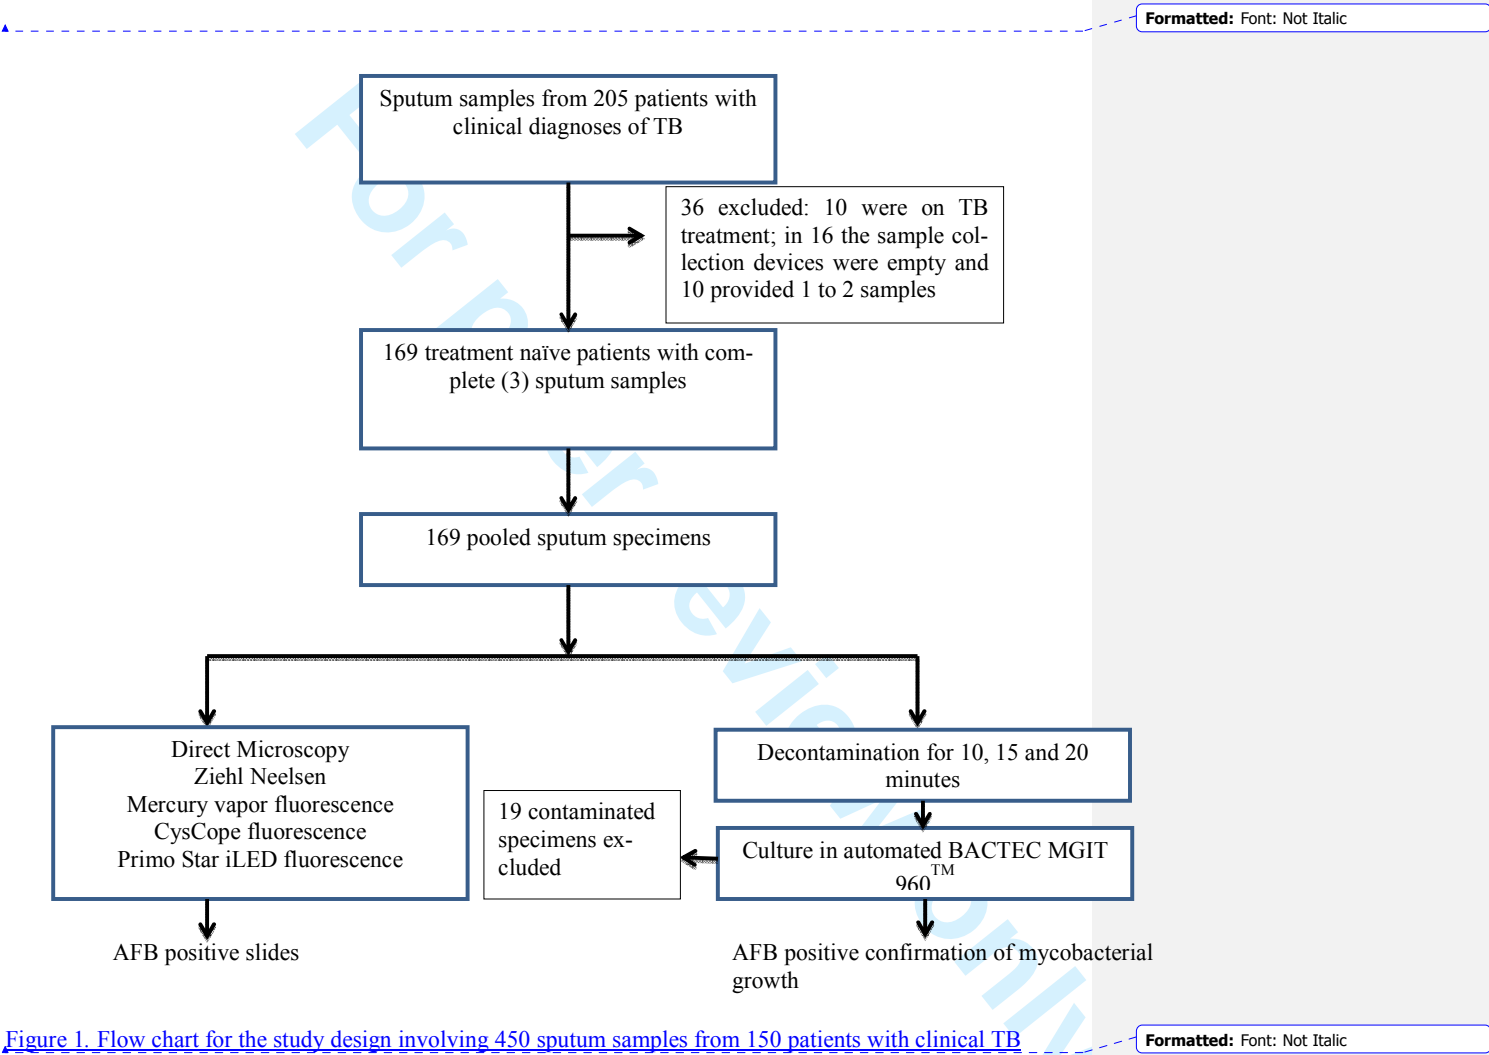 Formatted: Font: Not Italic
Sputum samples from 205 patients with
clinical diagnoses of TB
36 excluded: 10 were on TB
treatment; in 16 the sample col-
lection devices were empty and
10 provided 1 to 2 samples
169 treatment naïve patients with com-
plete (3) sputum samples
169 pooled sputum specimens
Direct Microscopy
Ziehl Neelsen
Mercury vapor fluorescence
CysCope fluorescence
Primo Star iLED fluorescence
Decontamination for 10, 15 and 20
minutes
19 contaminated
specimens ex-
cluded
Culture in automated BACTEC MGIT
960TM
AFB positive slides
AFB positive confirmation of mycobacterial
growth
Figure 1. Flow chart for the study design involving 450 sputum samples from 150 patients with clinical TB
Formatted: Font: Not Italic
For peer review only